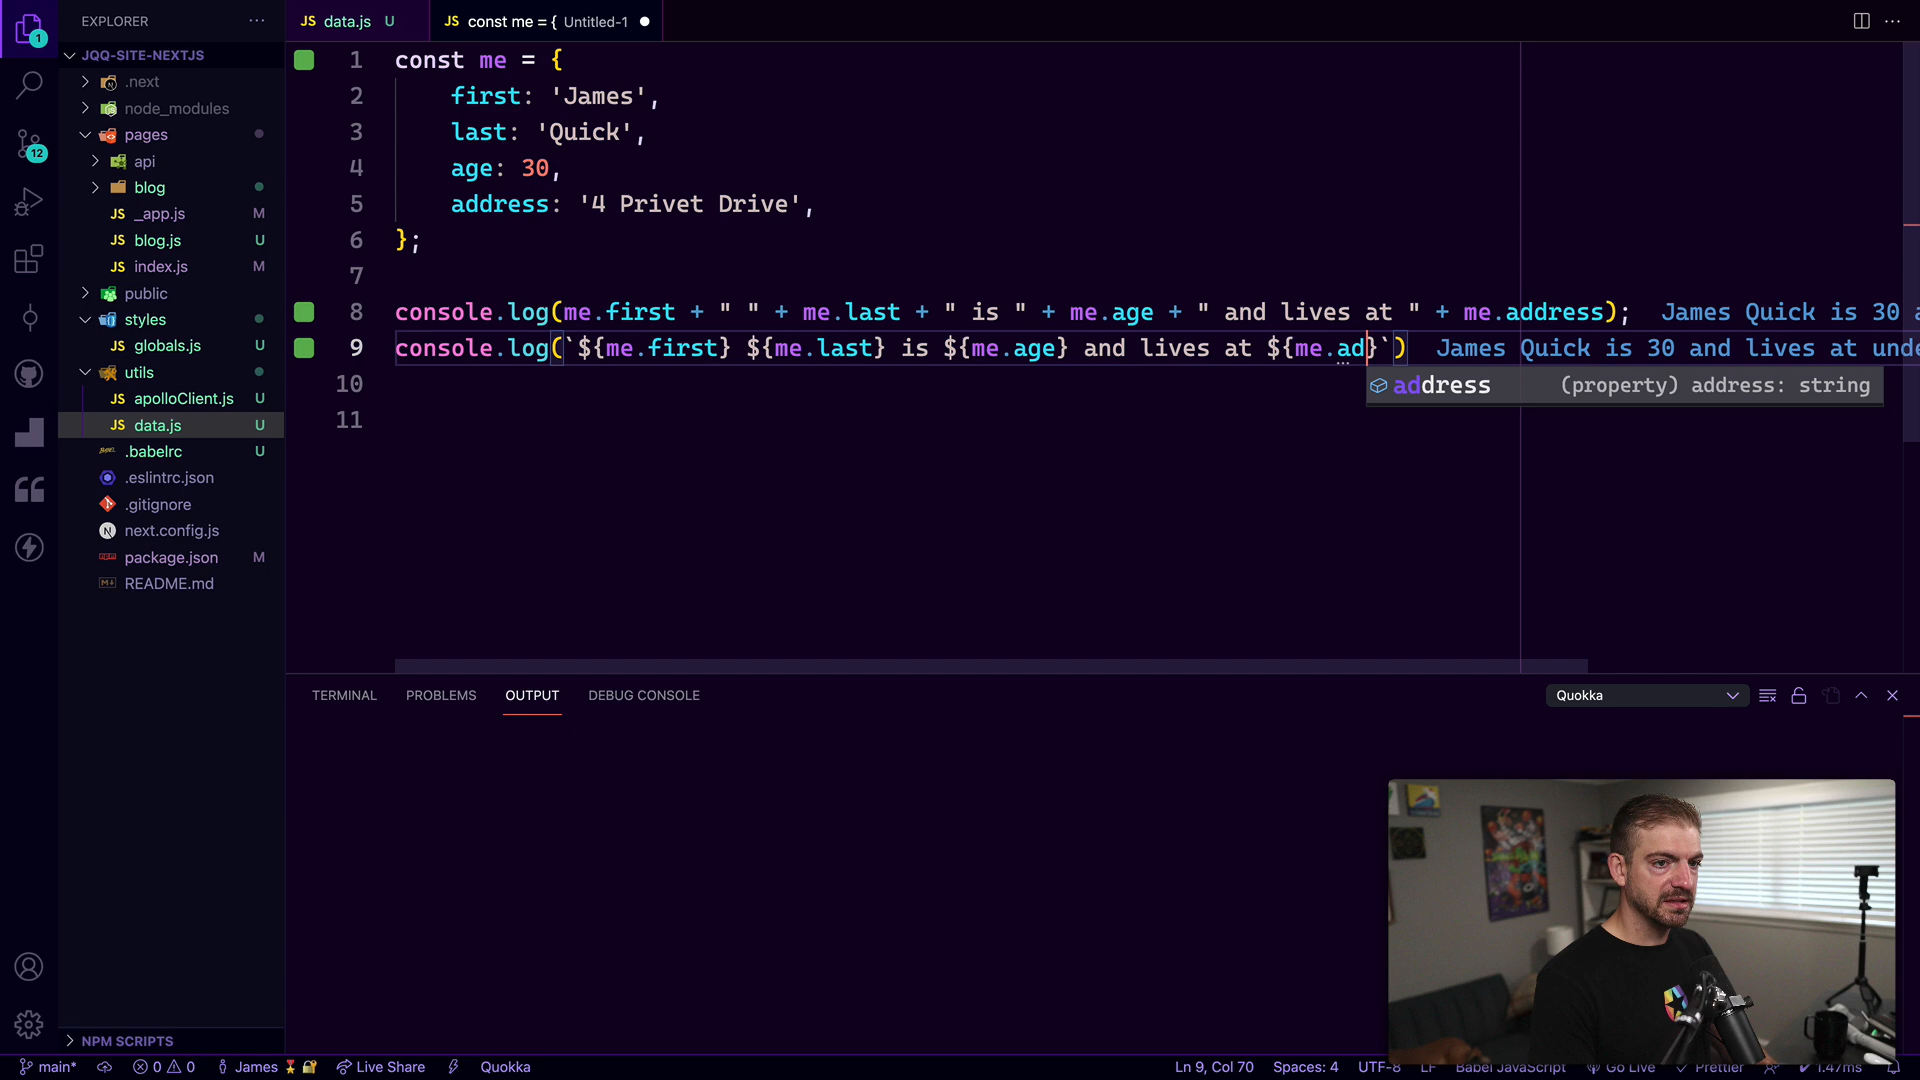 EXPLORER
JQQ-SITE-NEXTJS
.next
node_modules
pages
api
blog
JS _app.js M
JS blog.js U
JS index.js M
public
styles
JS globals.js U
utils
JS apolloClient.js U
JS data.js U
.babelrc U
.eslintrc.json
.gitignore
next.config.js
package.json M
README.md
NPM SCRIPTS
1
12
JS data.js U
JS const me = { Untitled-1
1 const me = {
2 first: 'James',
3 last: 'Quick',
4 age: 30,
5 address: '4 Privet Drive',
6 };
7
8 console.log(me.first + " " + me.last + " is " + me.age + " and lives at " + me.address); James Quick is 30 a
9 console.log(`${me.first} ${me.last} is ${me.age} and lives at ${me.ad}`) James Quick is 30 and lives at unde
address (property) address: string
10
11
TERMINAL PROBLEMS OUTPUT DEBUG CONSOLE
Quokka
main* 0 0 James Live Share Quokka
Ln 9, Col 70 Spaces: 4 UTF-8 LF Babel JavaScript Go Live Prettier 1.47ms